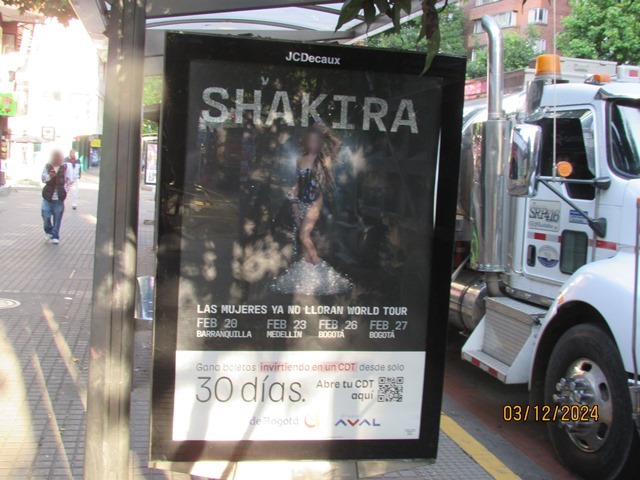 JCDecaux
SHAKIRA
LAS MUJERES YA NO LLORAN WORLD TOUR
FEB 20 FEB 23 FEB 26 FEB 27
BARRANQUILLA MEDELLÍN BOGOTÁ BOGOTÁ
Gana boletas invirtiendo en un CDT desde solo
30 días.
Abre tu CDT
aquí
de Bogotá
AVAL
03/12/2024